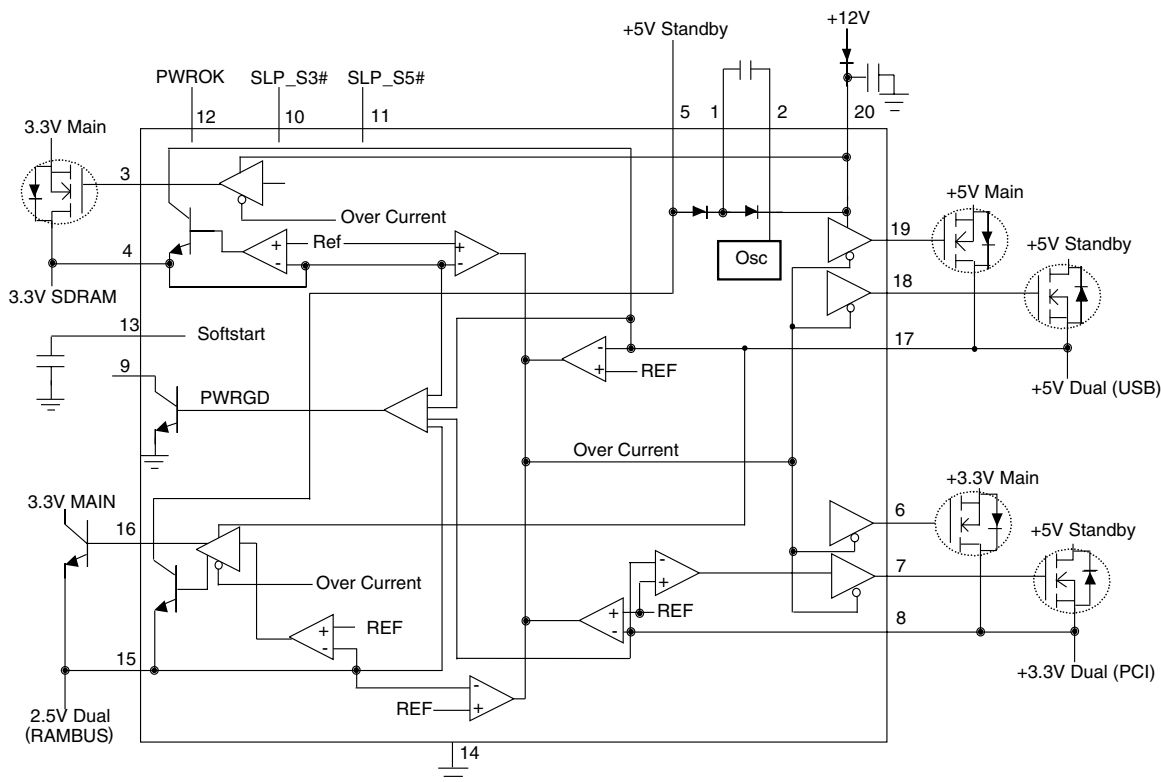 +12V
+5V Standby
PWROK
SLP_S3#
SLP_S5#
12
10
11
5
1
2
20
3.3V Main
3
+5V Main
Over Current
19
+5V Standby
4
+
-
Ref
+
-
Osc
18
3.3V SDRAM
13
Softstart
17
-
+
REF
9
+5V Dual (USB)
PWRGD
Over Current
+3.3V Main
3.3V MAIN
16
6
+5V Standby
-
+
7
Over Current
+
-
REF
8
+
-
REF
15
+3.3V Dual (PCI)
-
+
REF
2.5V Dual
(RAMBUS)
14